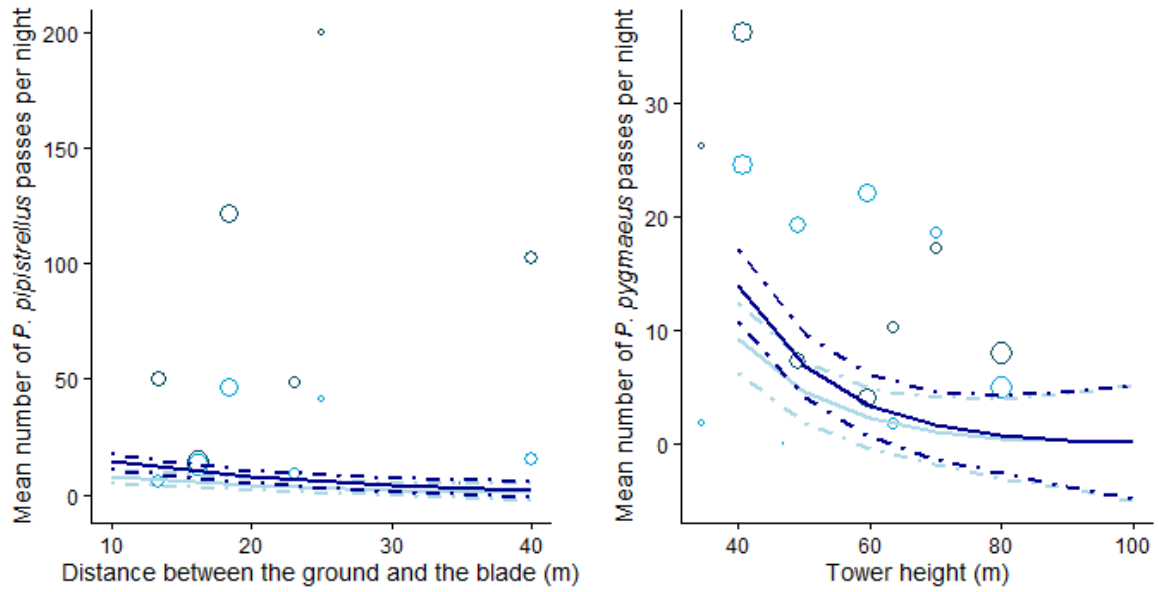 Mean number of P. pipistrellus passes per night
200
150
100
50
0
10 20 30 40
Distance between the ground and the blade (m)
Mean number of P. pygmaeus passes per night
30
20
10
0
40 60 80 100
Tower height (m)